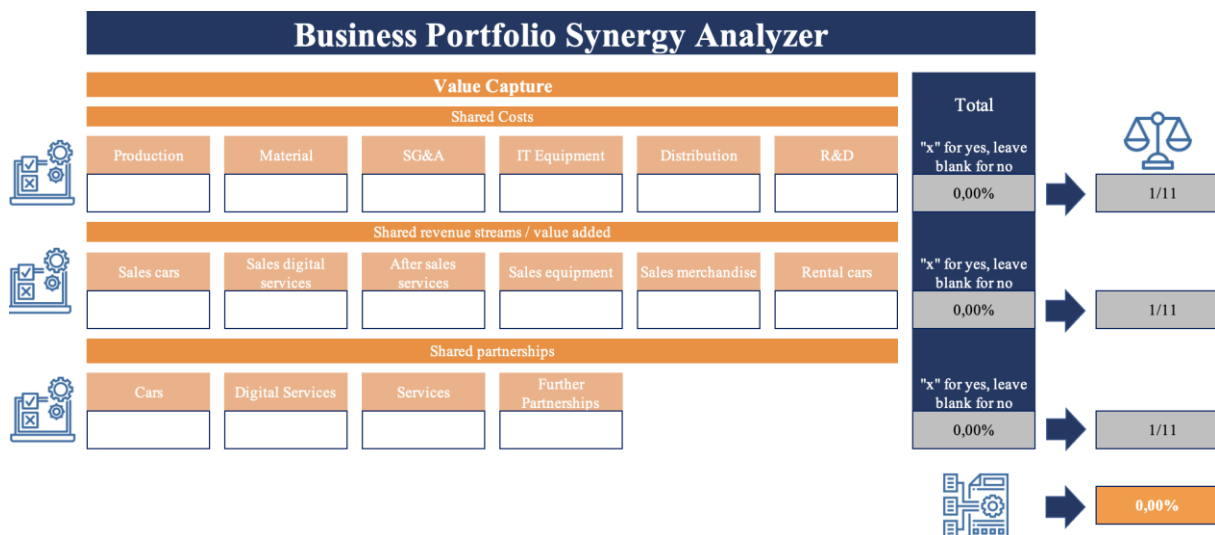 Business Portfolio Synergy Analyzer
Value Capture
Total
Shared Costs
Production
Material
SG&A
IT Equipment
Distribution
R&D
"x" for yes, leave
blank for no
0,00%
1/11
Shared revenue streams / value added
Sales cars
Sales digital
services
After sales
services
Sales equipment
Sales merchandise
Rental cars
"x" for yes, leave
blank for no
0,00%
1/11
Shared partnerships
Cars
Digital Services
Services
Further
Partnerships
"x" for yes, leave
blank for no
0,00%
1/11
0,00%